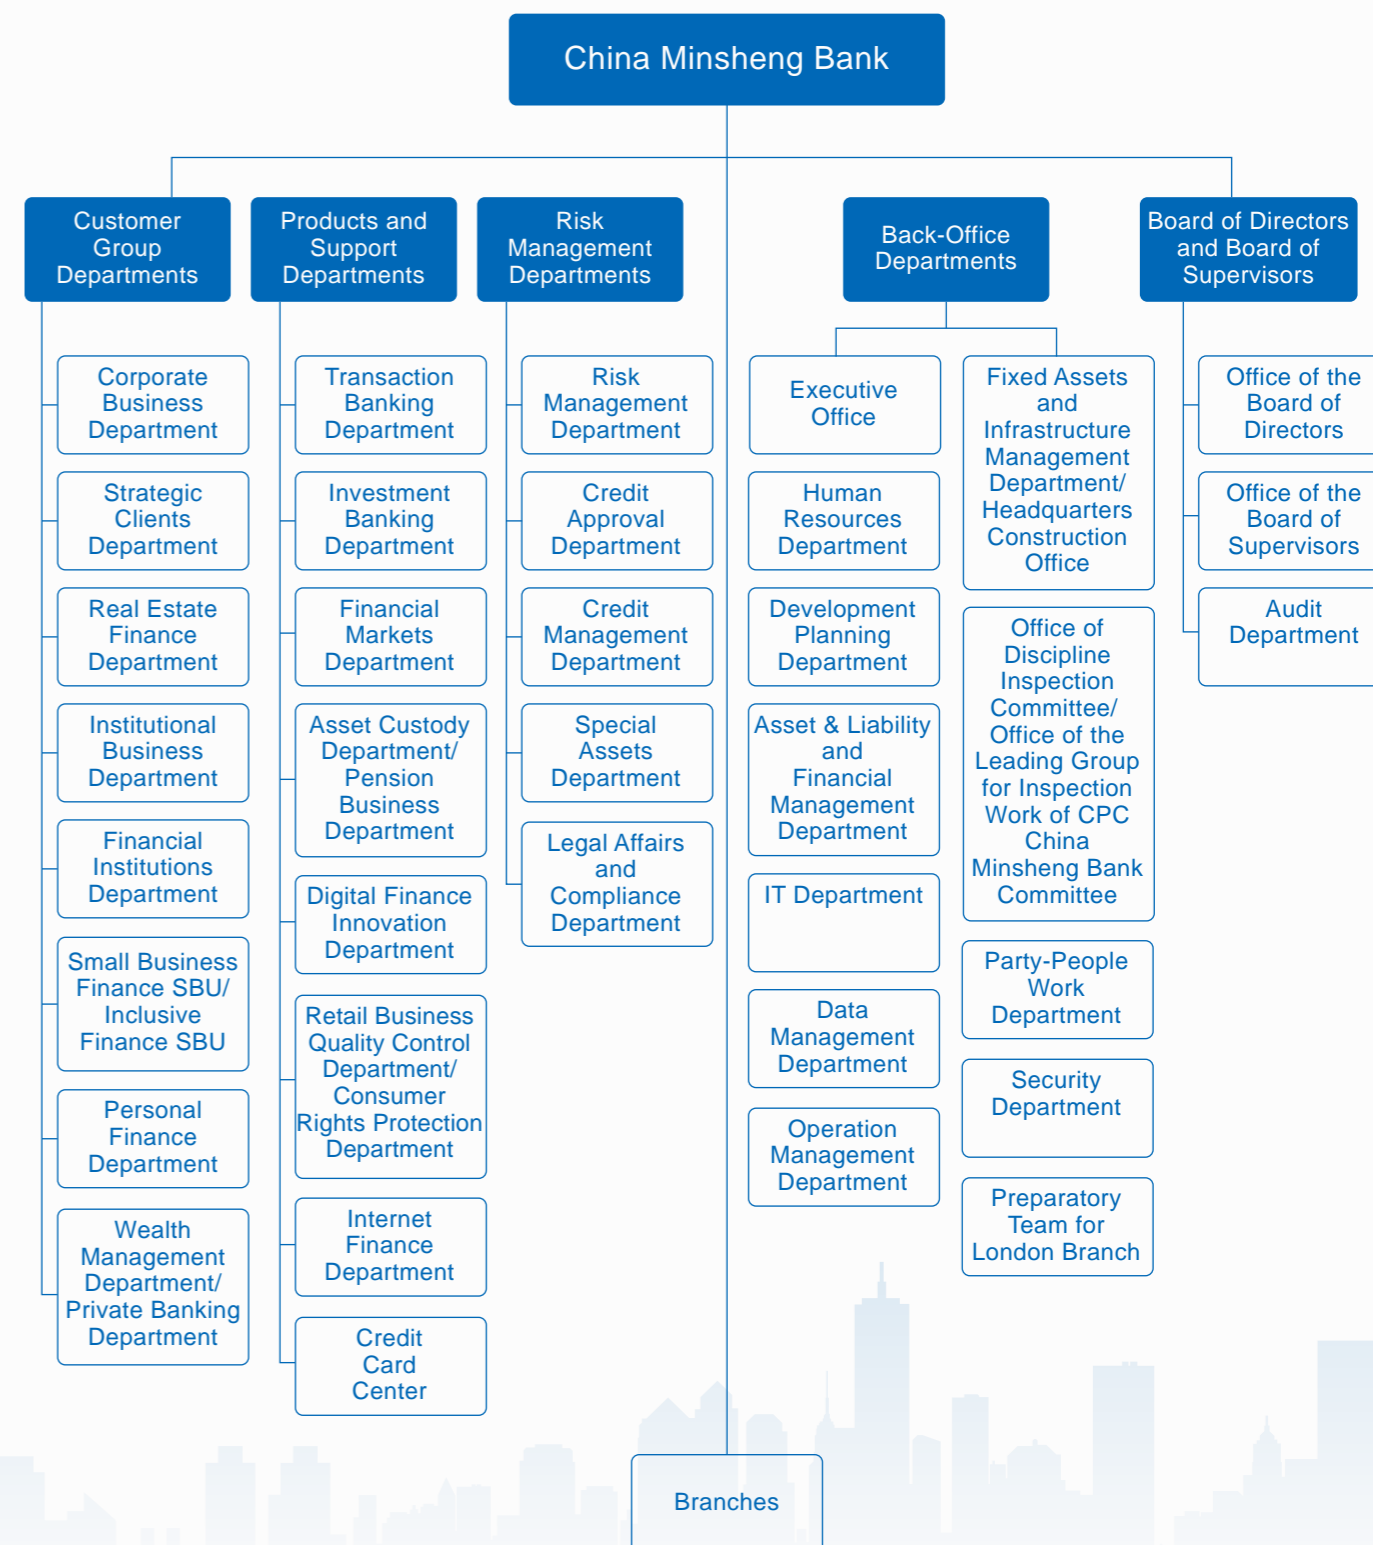 China Minsheng Bank
Customer
Group
Departments
Products and
Support
Departments
Risk
Management
Departments
Back-Office
Departments
Board of Directors
and Board of
Supervisors
Corporate
Business
Department
Strategic
Clients
Department
Real Estate
Finance
Department
Institutional
Business
Department
Financial
Institutions
Department
Small Business
Finance SBU/
Inclusive
Finance SBU
Personal
Finance
Department
Wealth
Management
Department/
Private Banking
Department
Transaction
Banking
Department
Investment
Banking
Department
Financial
Markets
Department
Asset Custody
Department/
Pension
Business
Department
Digital Finance
Innovation
Department
Retail Business
Quality Control
Department/
Consumer
Rights Protection
Department
Internet
Finance
Department
Credit
Card
Center
Risk
Management
Department
Credit
Approval
Department
Credit
Management
Department
Special
Assets
Department
Legal Affairs
and
Compliance
Department
Executive
Office
Human
Resources
Department
Development
Planning
Department
Asset & Liability
and
Financial
Management
Department
IT Department
Data
Management
Department
Operation
Management
Department
Fixed Assets
and
Infrastructure
Management
Department/
Headquarters
Construction
Office
Office of
Discipline
Inspection
Committee/
Office of the
Leading Group
for Inspection
Work of CPC
China
Minsheng Bank
Committee
Party-People
Work
Department
Security
Department
Preparatory
Team for
London Branch
Office of the
Board of
Directors
Office of the
Board of
Supervisors
Audit
Department
Branches